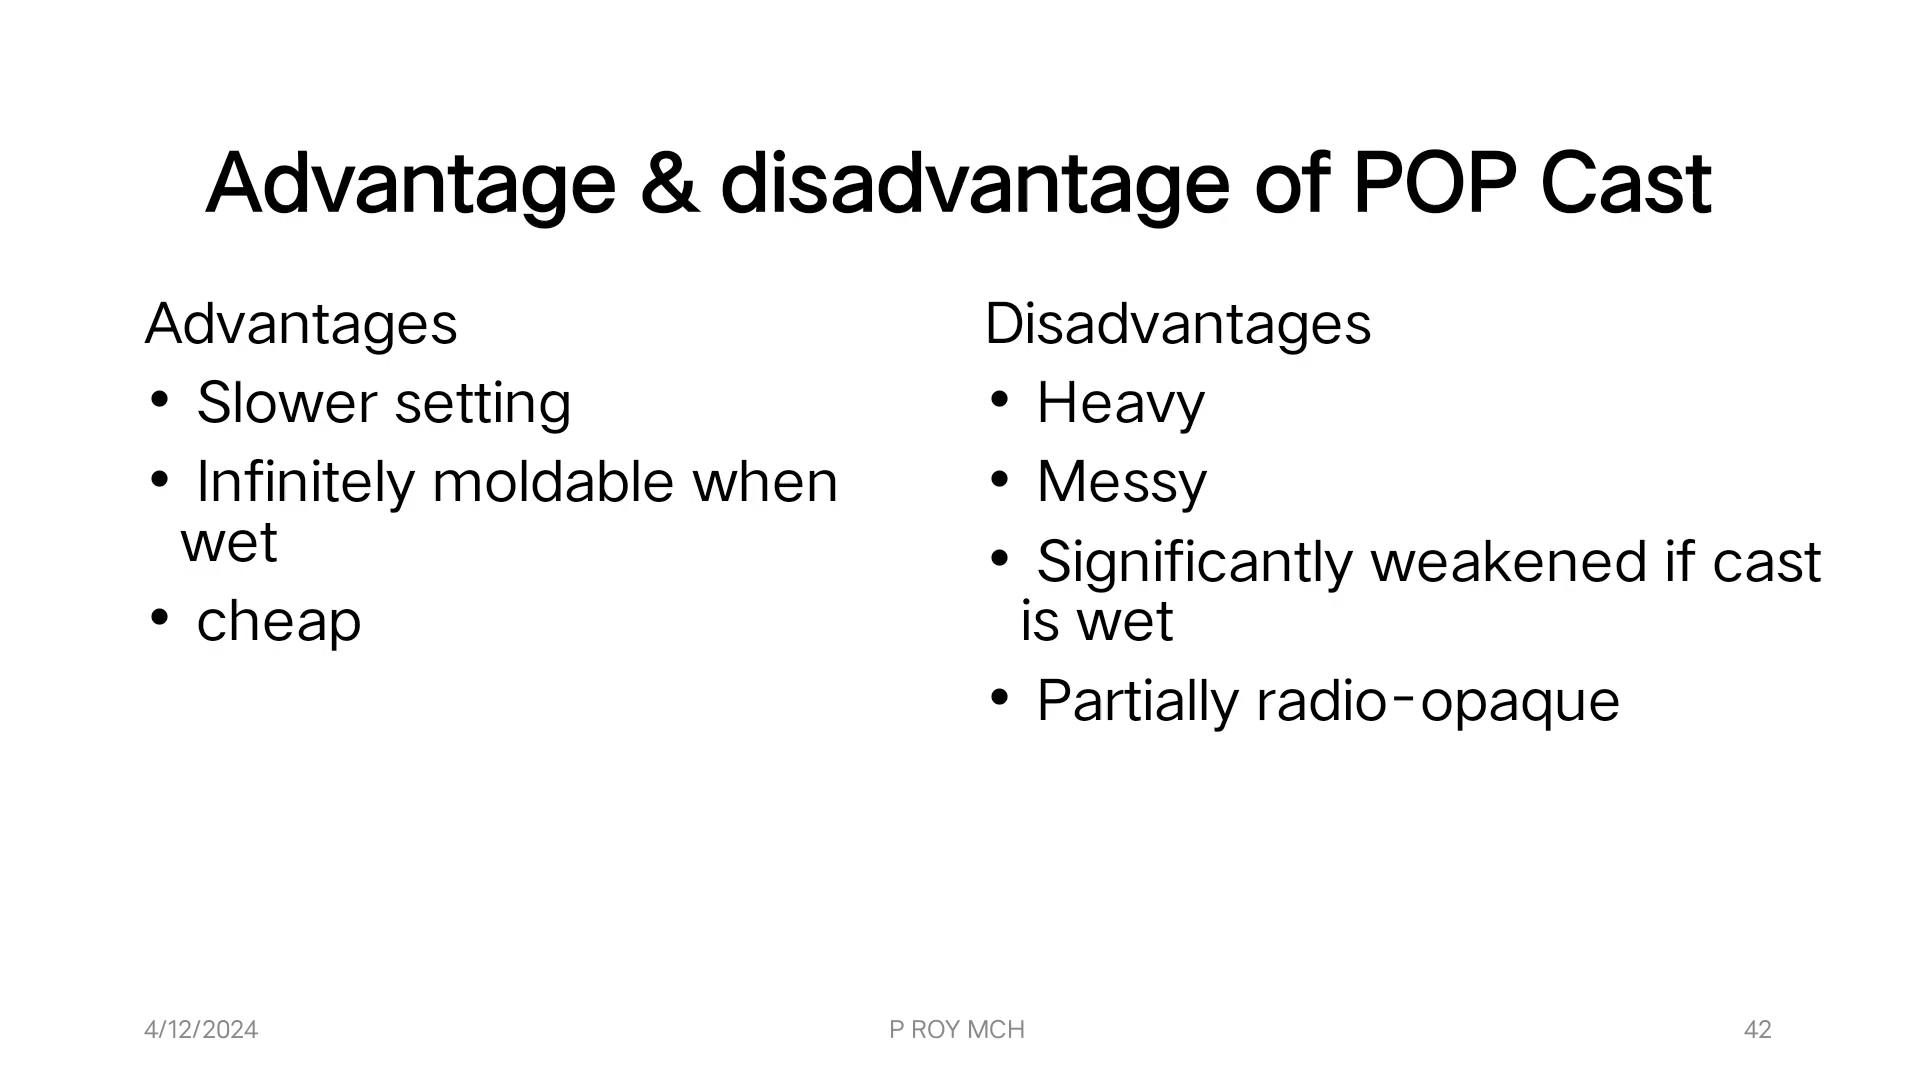 Advantage & disadvantage of POP Cast
Advantages
• Slower setting
• Infinitely moldable when
wet
• cheap
Disadvantages
• Heavy
• Messy
• Significantly weakened if cast
is wet
• Partially radio-opaque
4/12/2024
P ROY MCH
42